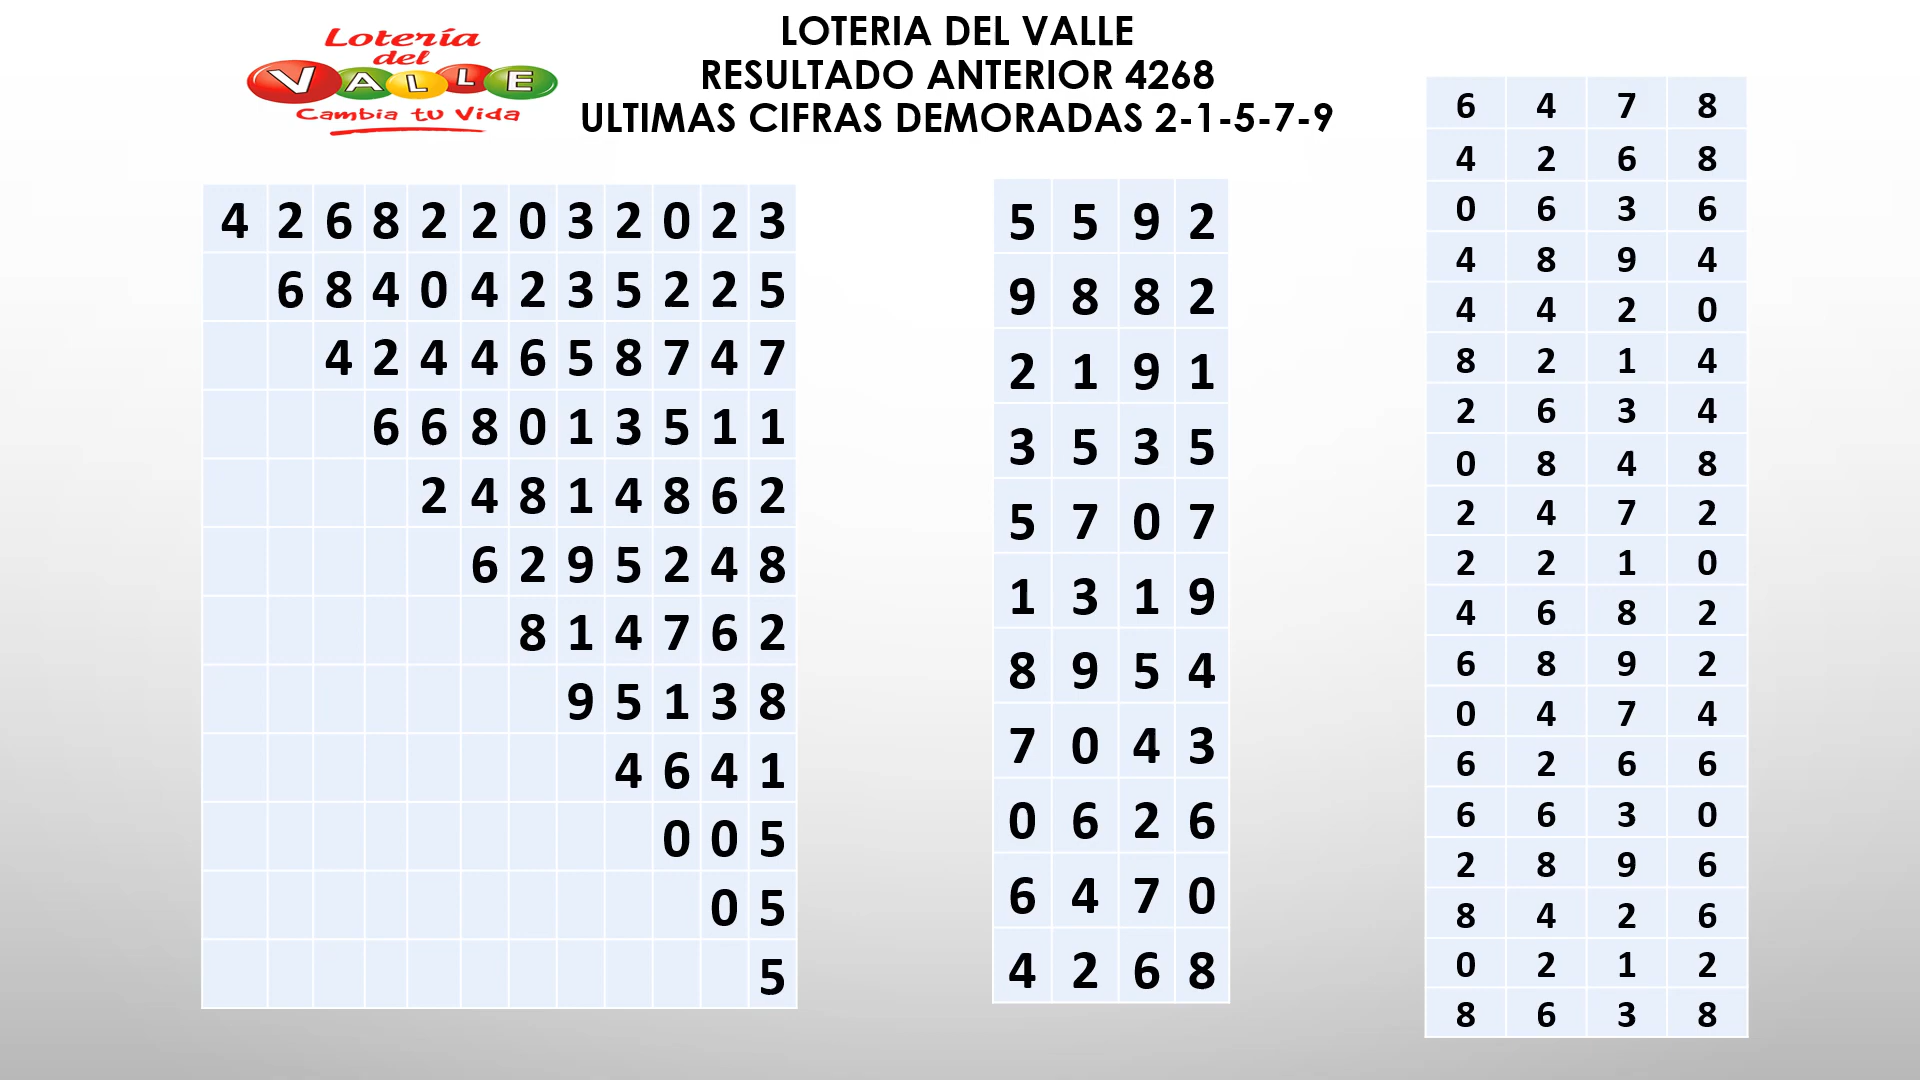 Lotería
del
VALLE
Cambia tu Vida
LOTERIA DEL VALLE
RESULTADO ANTERIOR 4268
ULTIMAS CIFRAS DEMORADAS 2-1-5-7-9
4 2 6 8 2 2 0 3 2 0 2 3
6 8 4 0 4 2 3 5 2 2 5
4 2 4 4 6 5 8 7 4 7
6 6 8 0 1 3 5 1 1
2 4 8 1 4 8 6 2
6 2 9 5 2 4 8
8 1 4 7 6 2
9 5 1 3 8
4 6 4 1
0 0 5
0 5
5
5 5 9 2
9 8 8 2
2 1 9 1
3 5 3 5
5 7 0 7
1 3 1 9
8 9 5 4
7 0 4 3
0 6 2 6
6 4 7 0
4 2 6 8
6 4 7 8
4 2 6 8
0 6 3 6
4 8 9 4
4 4 2 0
8 2 1 4
2 6 3 4
0 8 4 8
2 4 7 2
2 2 1 0
4 6 8 2
6 8 9 2
0 4 7 4
6 2 6 6
6 6 3 0
2 8 9 6
8 4 2 6
0 2 1 2
8 6 3 8